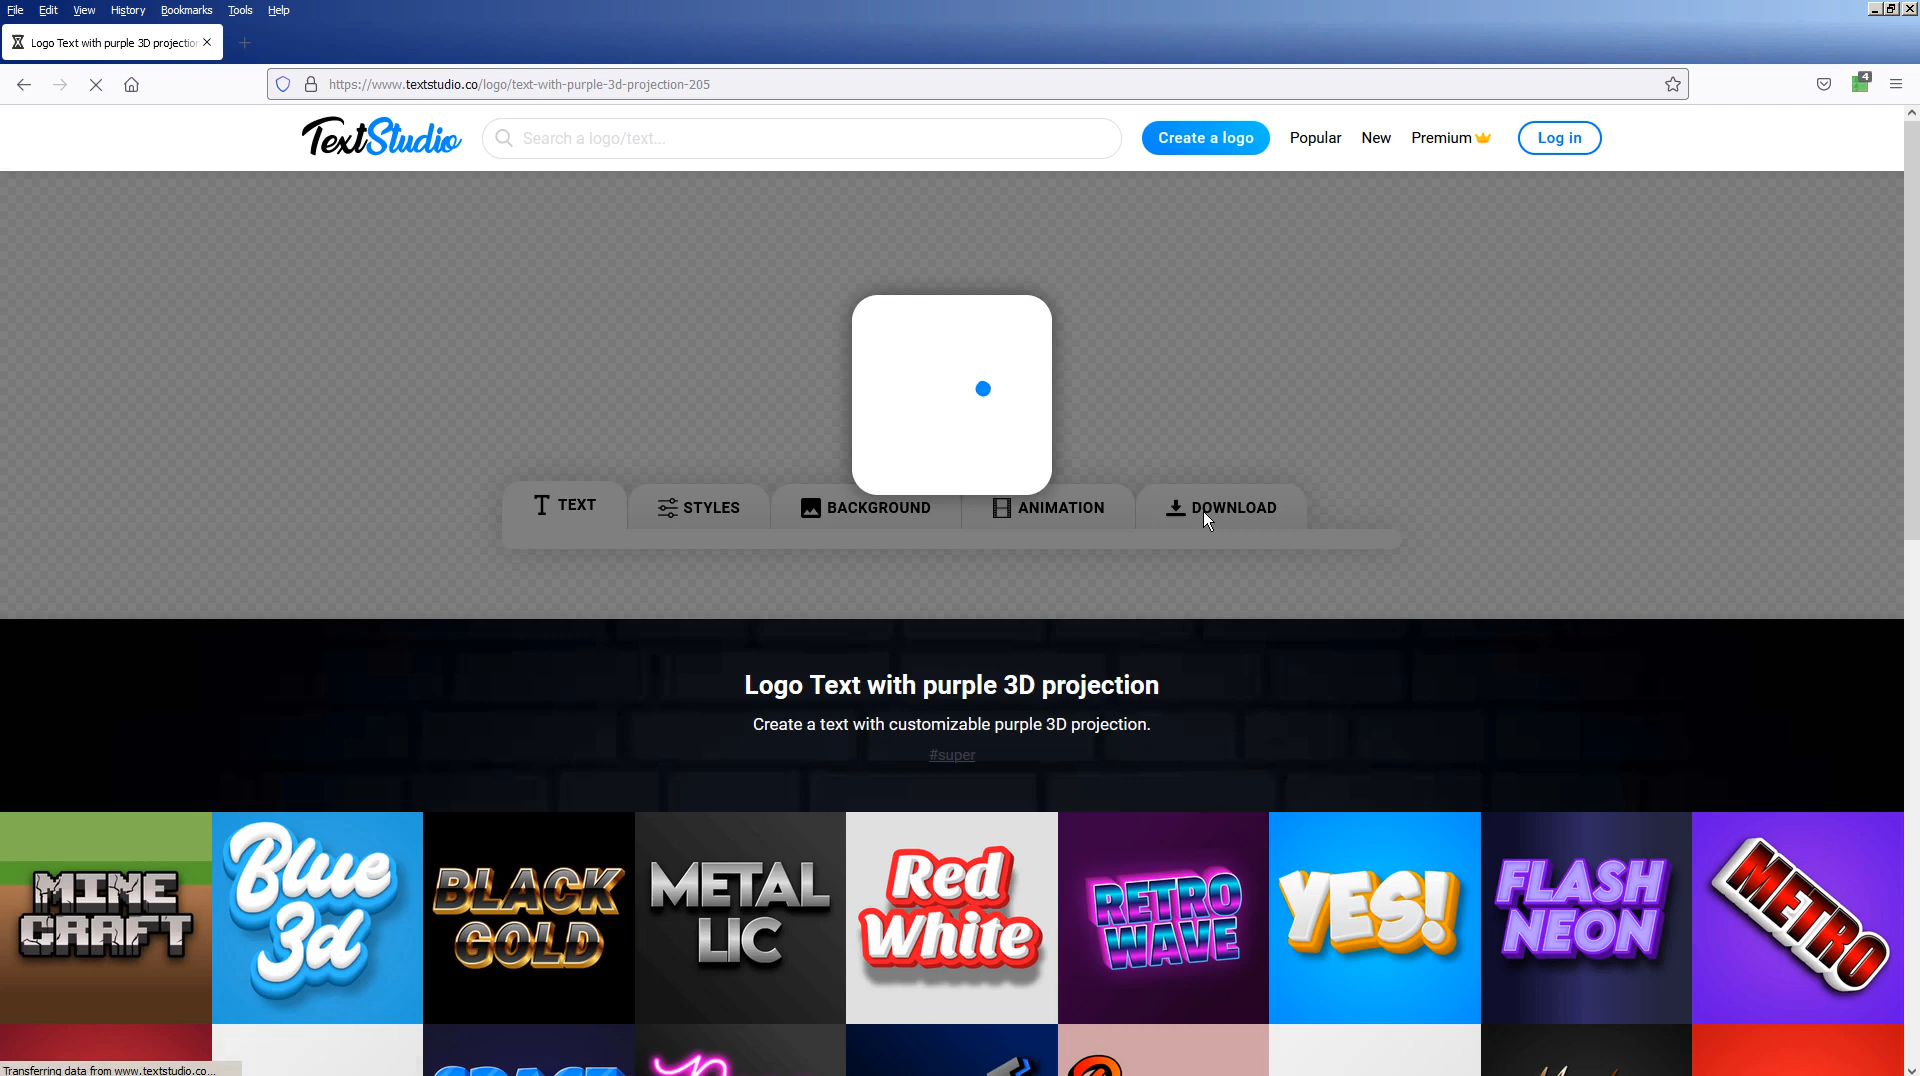 File Edit View History Bookmarks Tools Help
Logo Text with purple 3D projection
https://www.textstudio.co/logo/text-with-purple-3d-projection-205
4
TextStudio
Search a logo/text...
Create a logo
Popular
New
Premium
Log in
TEXT
STYLES
BACKGROUND
ANIMATION
DOWNLOAD
Logo Text with purple 3D projection
Create a text with customizable purple 3D projection.
#super
MINE
CRAFT
Blue
3d
BLACK
GOLD
METAL
LIC
Red
White
RETRO
WAVE
YES!
FLASH
NEON
METRO
Transferring data from www.textstudio.co...